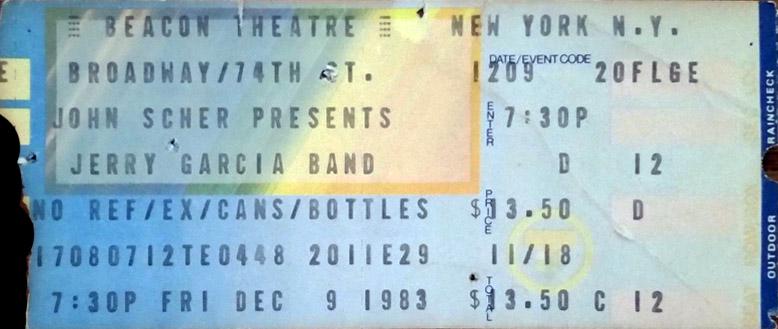 ≡ BEACON THEATRE ≡ NEW YORK N.Y.
DATE/EVENT CODE
E BROADWAY/74TH ST. 1209 20FLGE
JOHN SCHER PRESENTS ENTER 7:30P
JERRY GARCIA BAND D 12
NO REF/EX/CANS/BOTTLES PRICE $13.50 D
17080712TE0448 2011E29 11/18
7:30P FRI DEC 9 1983 TOTAL $13.50 C 12
RAINCHECK
OUTDOOR